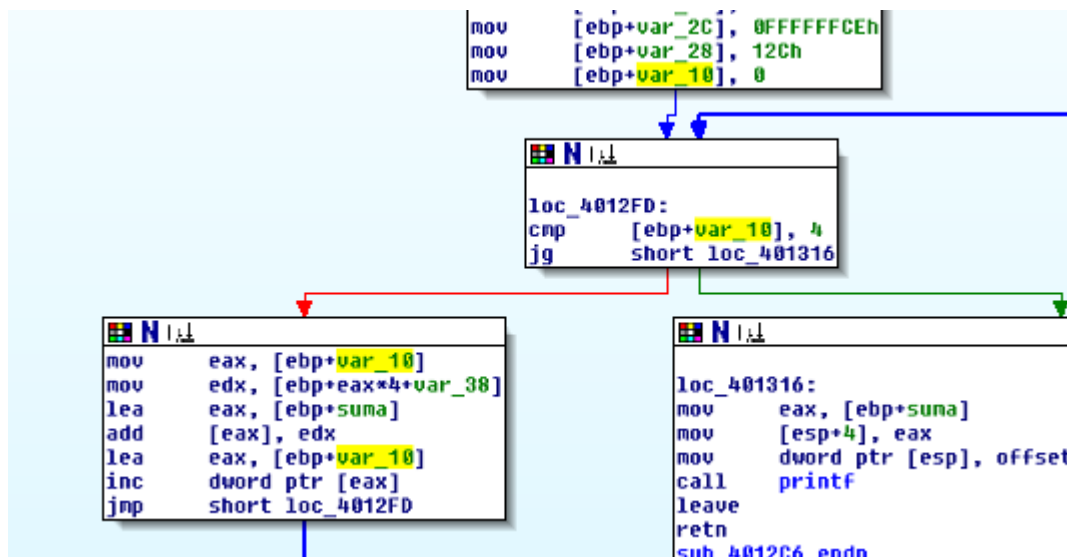 mov [ebp+var_2C], 0FFFFFFCEh
mov [ebp+var_28], 12Ch
mov [ebp+var_10], 0
loc_4012FD:
cmp [ebp+var_10], 4
jg short loc_401316
mov eax, [ebp+var_10]
mov edx, [ebp+eax*4+var_38]
lea eax, [ebp+suma]
add [eax], edx
lea eax, [ebp+var_10]
inc dword ptr [eax]
jmp short loc_4012FD
loc_401316:
mov eax, [ebp+suma]
mov [esp+4], eax
mov dword ptr [esp], offset
call printf
leave
retn
sub_4012C6 endp